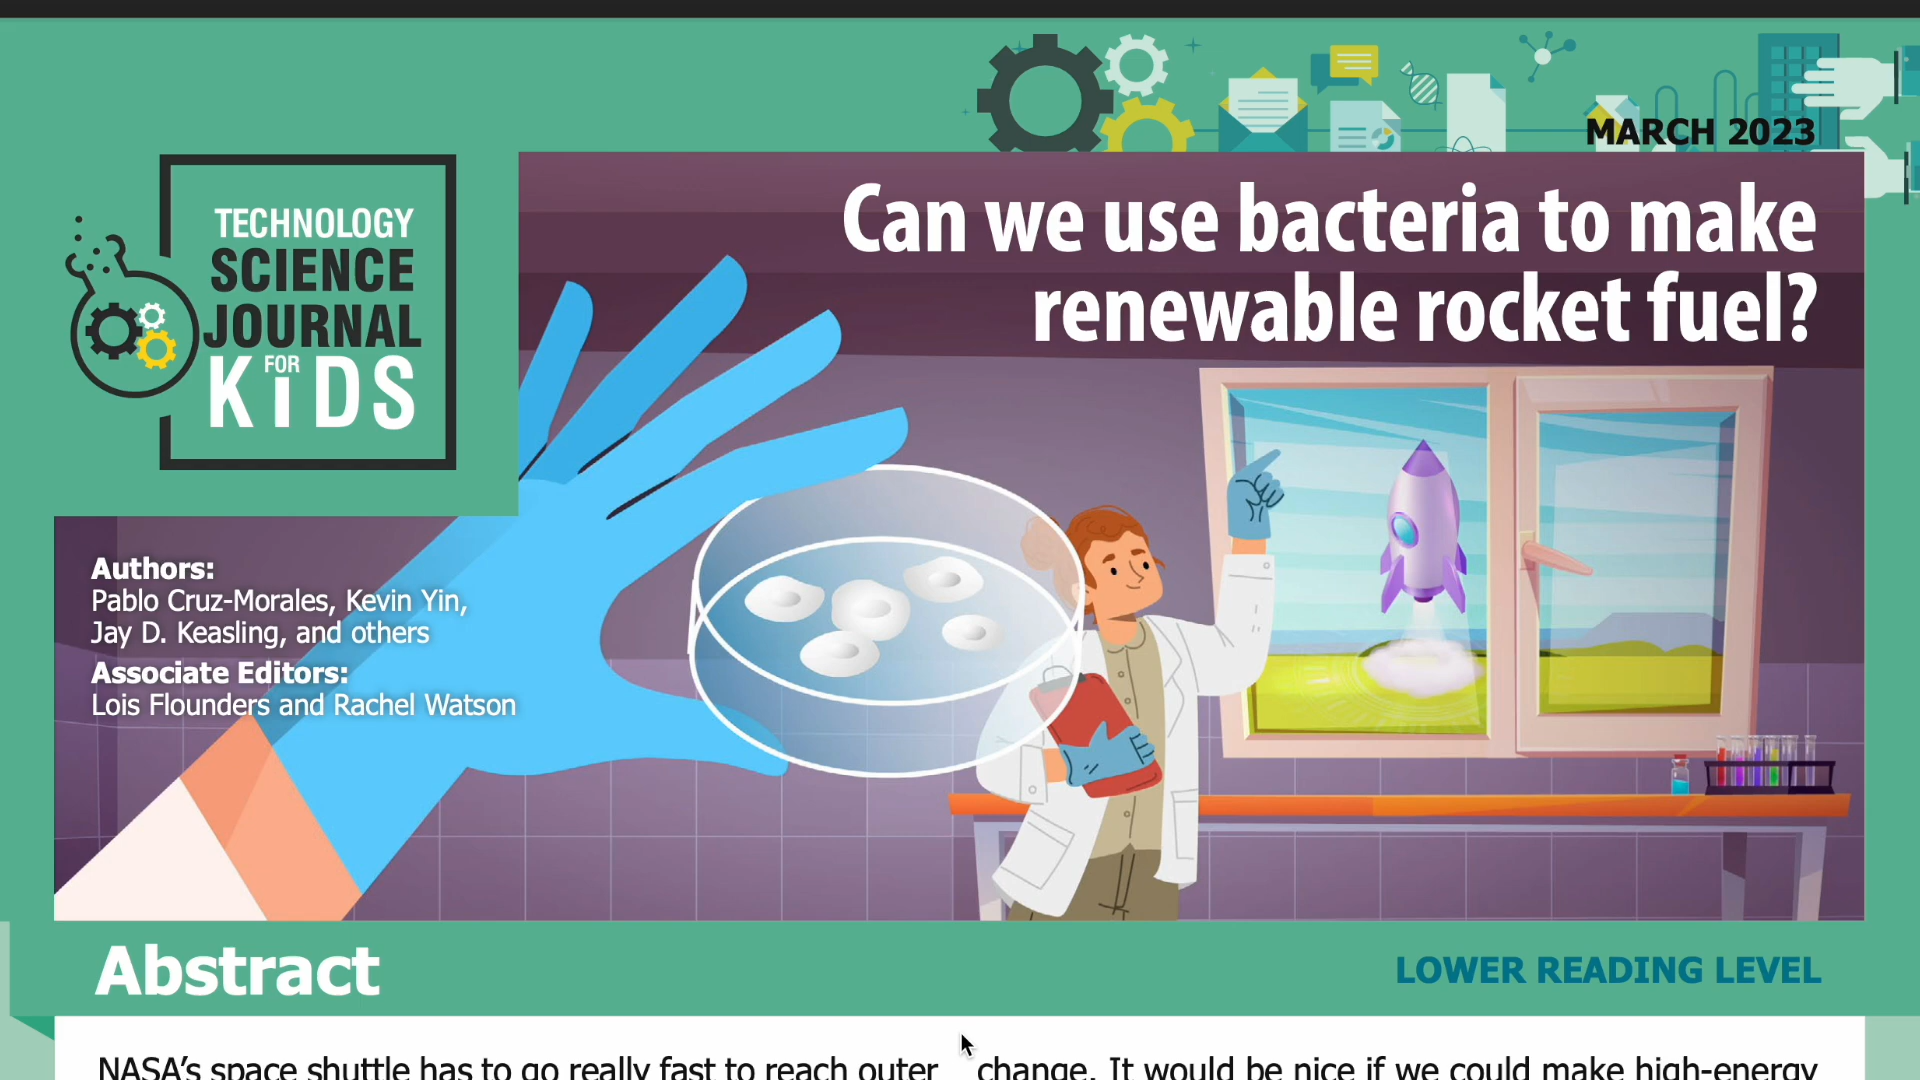 MARCH 2023
TECHNOLOGY
SCIENCE
JOURNAL
FOR
KiDS
Can we use bacteria to make
renewable rocket fuel?
Authors:
Pablo Cruz-Morales, Kevin Yin,
Jay D. Keasling, and others
Associate Editors:
Lois Flounders and Rachel Watson
Abstract
LOWER READING LEVEL
NASA’s space shuttle has to go really fast to reach outer
change. It would be nice if we could make high-energy